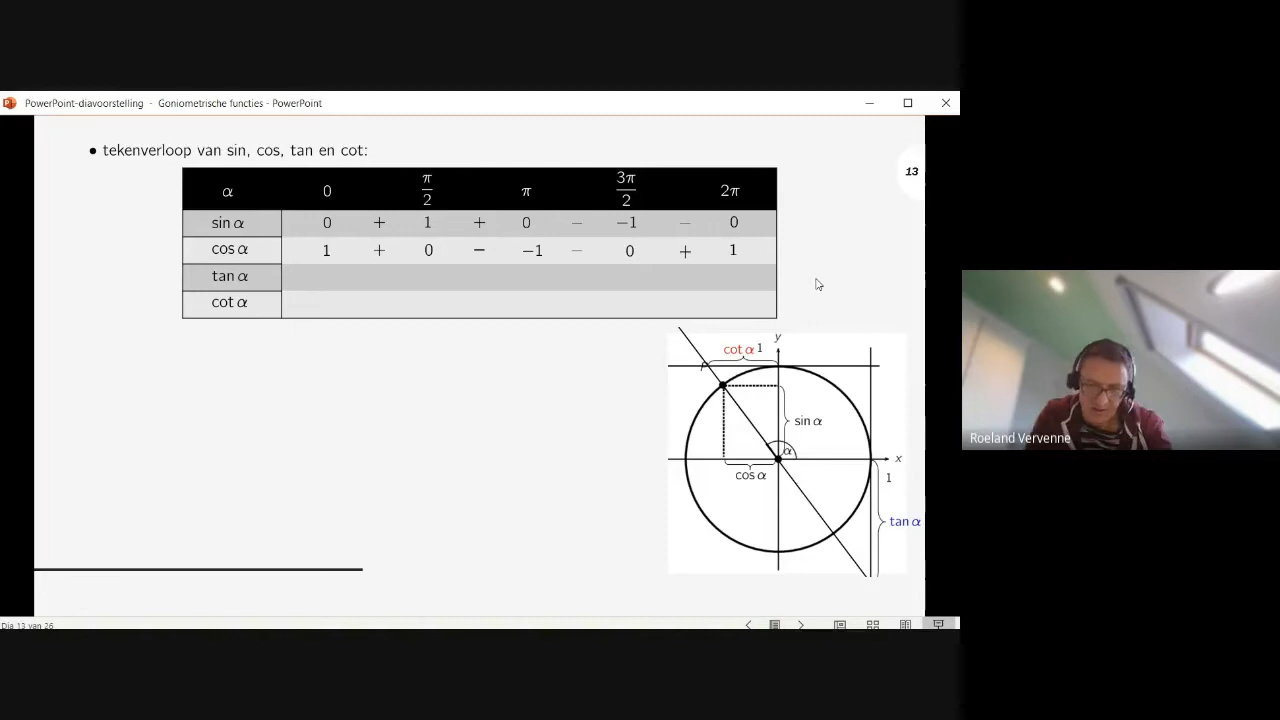 PowerPoint-diavoorstelling - Goniometrische functies - PowerPoint
• tekenverloop van sin, cos, tan en cot:
13
α 0 π/2 π 3π/2 2π
sin α 0 + 1 + 0 − −1 − 0
cos α 1 + 0 − −1 − 0 + 1
tan α
cot α
y
cot α 1
sin α
α
x
cos α
1
tan α
Roeland Vervenne
Dia 13 van 26